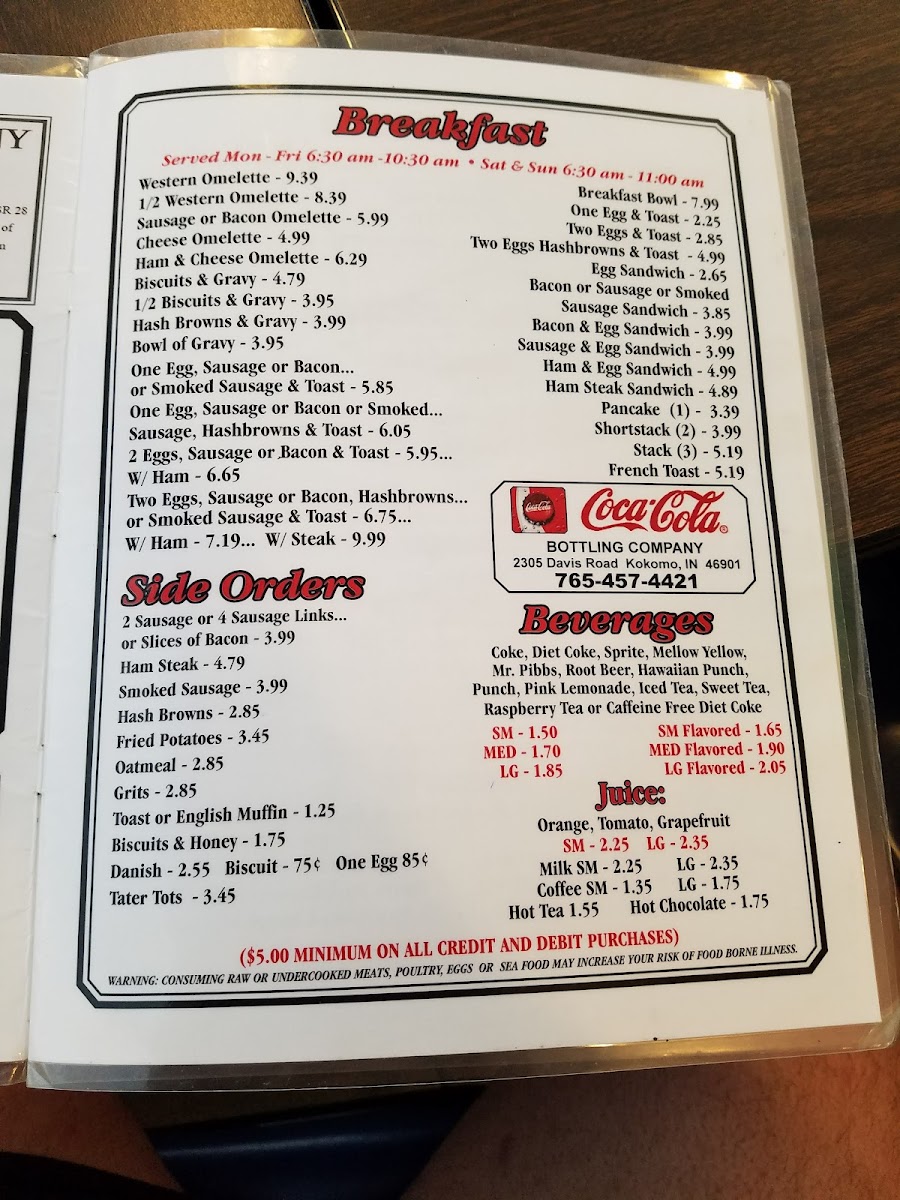 NY
SR 28
of
n
Breakfast
Served Mon - Fri 6:30 am -10:30 am • Sat & Sun 6:30 am - 11:00 am
Western Omelette - 9.39
1/2 Western Omelette - 8.39
Sausage or Bacon Omelette - 5.99
Cheese Omelette - 4.99
Ham & Cheese Omelette - 6.29
Biscuits & Gravy - 4.79
1/2 Biscuits & Gravy - 3.95
Hash Browns & Gravy - 3.99
Bowl of Gravy - 3.95
One Egg, Sausage or Bacon...
or Smoked Sausage & Toast - 5.85
One Egg, Sausage or Bacon or Smoked...
Sausage, Hashbrowns & Toast - 6.05
2 Eggs, Sausage or Bacon & Toast - 5.95...
W/ Ham - 6.65
Two Eggs, Sausage or Bacon, Hashbrowns...
or Smoked Sausage & Toast - 6.75...
W/ Ham - 7.19... W/ Steak - 9.99
Breakfast Bowl - 7.99
One Egg & Toast - 2.25
Two Eggs & Toast - 2.85
Two Eggs Hashbrowns & Toast - 4.99
Egg Sandwich - 2.65
Bacon or Sausage or Smoked
Sausage Sandwich - 3.85
Bacon & Egg Sandwich - 3.99
Sausage & Egg Sandwich - 3.99
Ham & Egg Sandwich - 4.99
Ham Steak Sandwich - 4.89
Pancake (1) - 3.39
Shortstack (2) - 3.99
Stack (3) - 5.19
French Toast - 5.19
Coca-Cola
Coca-Cola®
BOTTLING COMPANY
2305 Davis Road Kokomo, IN 46901
765-457-4421
Side Orders
2 Sausage or 4 Sausage Links...
or Slices of Bacon - 3.99
Ham Steak - 4.79
Smoked Sausage - 3.99
Hash Browns - 2.85
Fried Potatoes - 3.45
Oatmeal - 2.85
Grits - 2.85
Toast or English Muffin - 1.25
Biscuits & Honey - 1.75
Danish - 2.55 Biscuit - 75¢ One Egg 85¢
Tater Tots - 3.45
Beverages
Coke, Diet Coke, Sprite, Mellow Yellow,
Mr. Pibbs, Root Beer, Hawaiian Punch,
Punch, Pink Lemonade, Iced Tea, Sweet Tea,
Raspberry Tea or Caffeine Free Diet Coke
SM - 1.50 SM Flavored - 1.65
MED - 1.70 MED Flavored - 1.90
LG - 1.85 LG Flavored - 2.05
Juice:
Orange, Tomato, Grapefruit
SM - 2.25 LG - 2.35
Milk SM - 2.25 LG - 2.35
Coffee SM - 1.35 LG - 1.75
Hot Tea 1.55 Hot Chocolate - 1.75
($5.00 MINIMUM ON ALL CREDIT AND DEBIT PURCHASES)
WARNING: CONSUMING RAW OR UNDERCOOKED MEATS, POULTRY, EGGS OR SEA FOOD MAY INCREASE YOUR RISK OF FOOD BORNE ILLNESS.